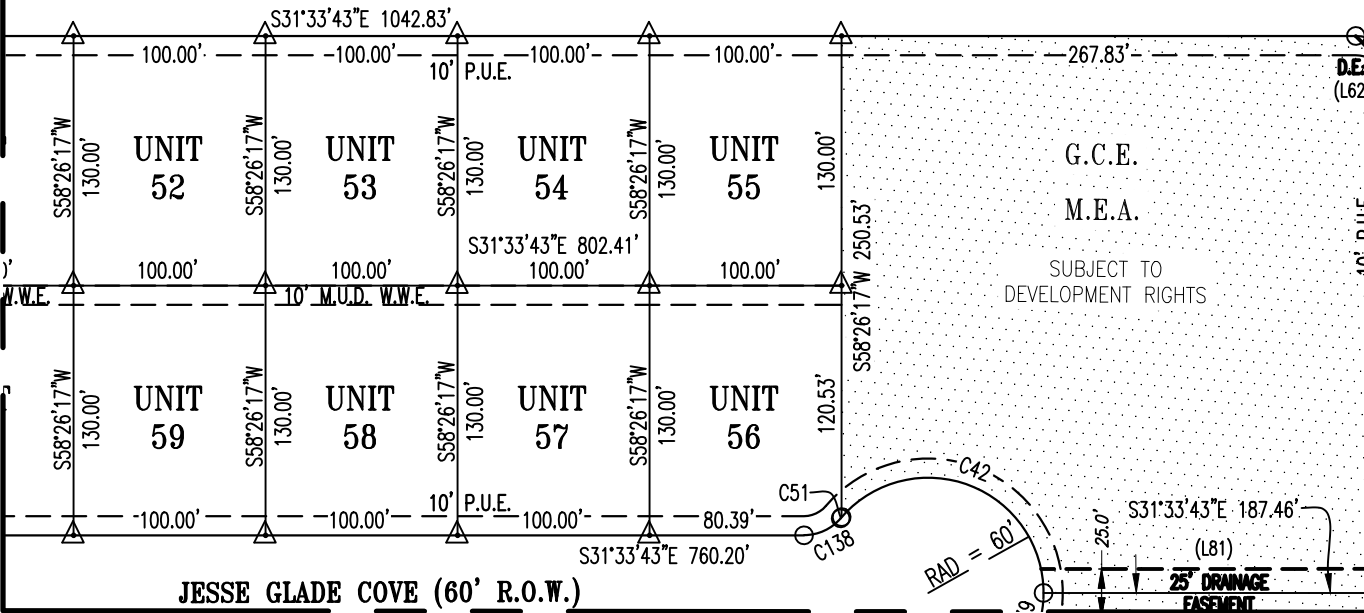 S31°33'43"E 1042.83'
100.00'
100.00'
100.00'
100.00'
267.83'
10' P.U.E.
D.E.
(L62
S58°26'17"W
130.00'
UNIT
52
S58°26'17"W
130.00'
UNIT
53
S58°26'17"W
130.00'
UNIT
54
S58°26'17"W
130.00'
UNIT
55
130.00'
S58°26'17"W 250.53'
G.C.E.
M.E.A.
SUBJECT TO
DEVELOPMENT RIGHTS
10' P.U.E.
S31°33'43"E 802.41'
100.00'
100.00'
100.00'
100.00'
W.W.E.
10' M.U.D. W.W.E.
S58°26'17"W
130.00'
UNIT
59
S58°26'17"W
130.00'
UNIT
58
S58°26'17"W
130.00'
UNIT
57
S58°26'17"W
130.00'
UNIT
56
120.53'
10' P.U.E.
100.00'
100.00'
100.00'
80.39'
C51
C138
C42
RAD = 60'
S31°33'43"E 760.20'
S31°33'43"E 187.46'
(L81)
25.0'
25' DRAINAGE
EASEMENT
JESSE GLADE COVE (60' R.O.W.)